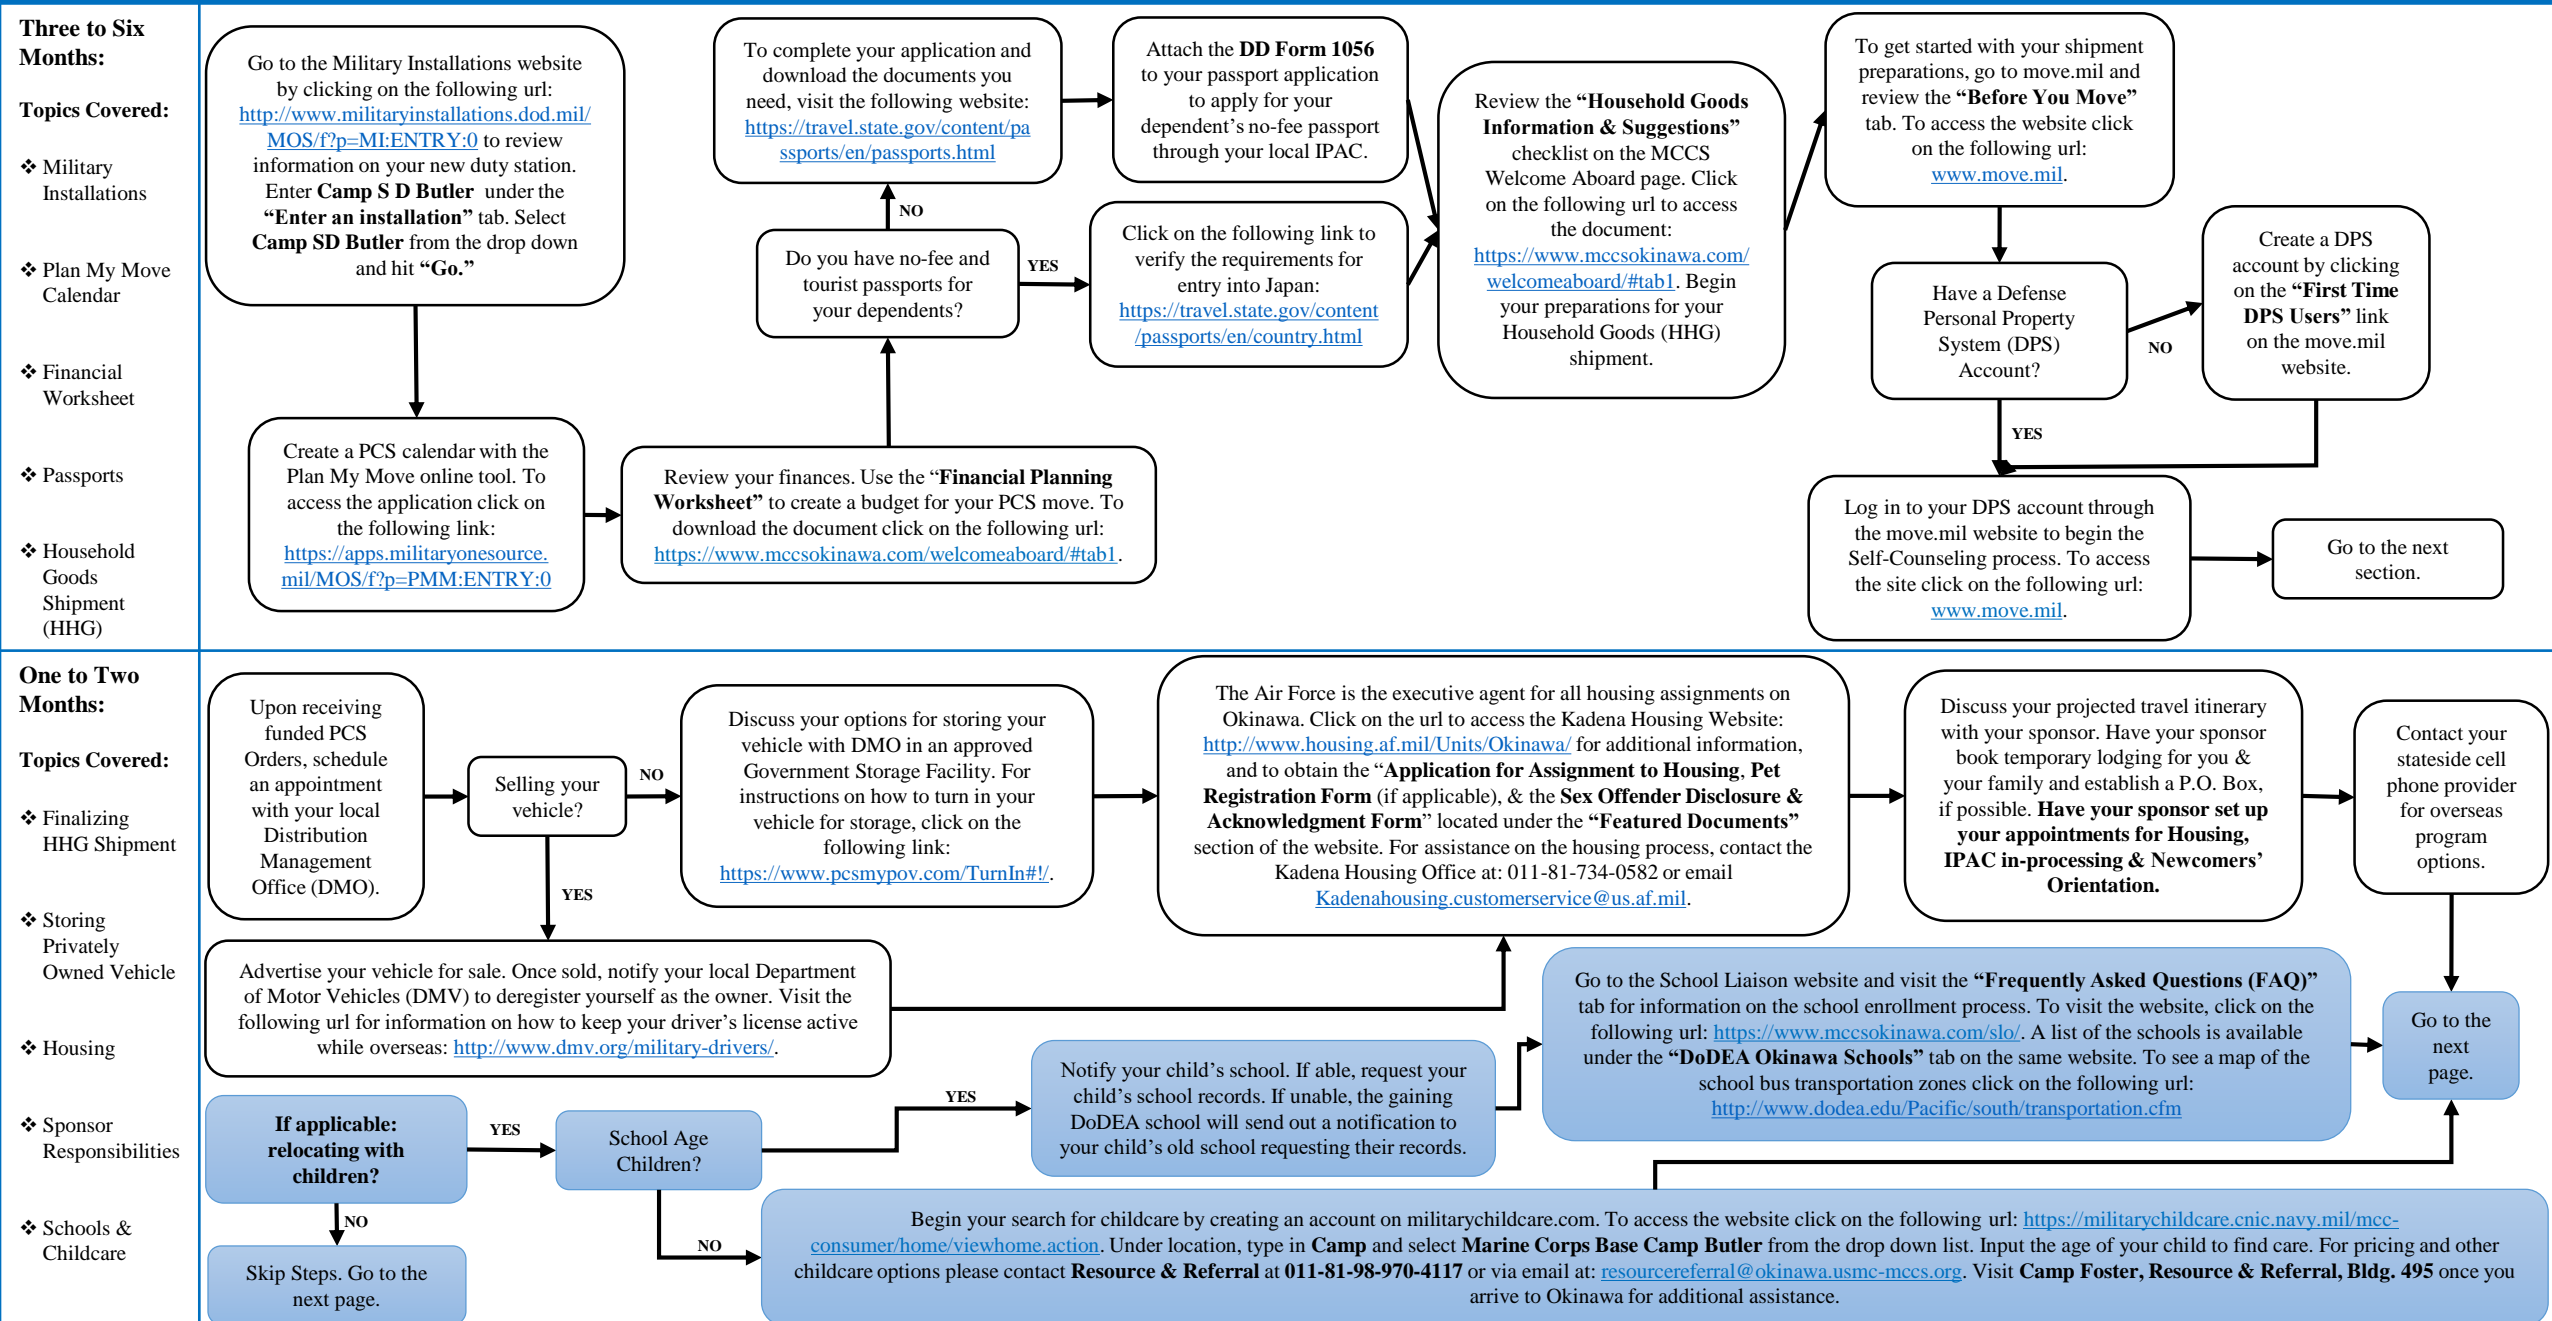 Three to Six
Months:
Topics Covered:
❖ Military
Installations
❖ Plan My Move
Calendar
❖ Financial
Worksheet
❖ Passports
❖ Household
Goods
Shipment
(HHG)
Go to the Military Installations website
by clicking on the following url:
http://www.militaryinstallations.dod.mil/
MOS/f?p=MI:ENTRY:0 to review
information on your new duty station.
Enter Camp S D Butler under the
“Enter an installation” tab. Select
Camp SD Butler from the drop down
and hit “Go.”
Create a PCS calendar with the
Plan My Move online tool. To
access the application click on
the following link:
https://apps.militaryonesource.
mil/MOS/f?p=PMM:ENTRY:0
Review your finances. Use the “Financial Planning
Worksheet” to create a budget for your PCS move. To
download the document click on the following url:
https://www.mccsokinawa.com/welcomeaboard/#tab1.
Do you have no-fee and
tourist passports for
your dependents?
NO
YES
To complete your application and
download the documents you
need, visit the following website:
https://travel.state.gov/content/pa
ssports/en/passports.html
Attach the DD Form 1056
to your passport application
to apply for your
dependent’s no-fee passport
through your local IPAC.
Click on the following link to
verify the requirements for
entry into Japan:
https://travel.state.gov/content
/passports/en/country.html
Review the “Household Goods
Information & Suggestions”
checklist on the MCCS
Welcome Aboard page. Click
on the following url to access
the document:
https://www.mccsokinawa.com/
welcomeaboard/#tab1. Begin
your preparations for your
Household Goods (HHG)
shipment.
To get started with your shipment
preparations, go to move.mil and
review the “Before You Move”
tab. To access the website click
on the following url:
www.move.mil.
Have a Defense
Personal Property
System (DPS)
Account?
NO
YES
Create a DPS
account by clicking
on the “First Time
DPS Users” link
on the move.mil
website.
Log in to your DPS account through
the move.mil website to begin the
Self-Counseling process. To access
the site click on the following url:
www.move.mil.
Go to the next
section.
One to Two
Months:
Topics Covered:
❖ Finalizing
HHG Shipment
❖ Storing
Privately
Owned Vehicle
❖ Housing
❖ Sponsor
Responsibilities
❖ Schools &
Childcare
Upon receiving
funded PCS
Orders, schedule
an appointment
with your local
Distribution
Management
Office (DMO).
Selling your
vehicle?
NO
YES
Discuss your options for storing your
vehicle with DMO in an approved
Government Storage Facility. For
instructions on how to turn in your
vehicle for storage, click on the
following link:
https://www.pcsmypov.com/TurnIn#!/.
Advertise your vehicle for sale. Once sold, notify your local Department
of Motor Vehicles (DMV) to deregister yourself as the owner. Visit the
following url for information on how to keep your driver’s license active
while overseas: http://www.dmv.org/military-drivers/.
The Air Force is the executive agent for all housing assignments on
Okinawa. Click on the url to access the Kadena Housing Website:
http://www.housing.af.mil/Units/Okinawa/ for additional information,
and to obtain the “Application for Assignment to Housing, Pet
Registration Form (if applicable), & the Sex Offender Disclosure &
Acknowledgment Form” located under the “Featured Documents”
section of the website. For assistance on the housing process, contact the
Kadena Housing Office at: 011-81-734-0582 or email
Kadenahousing.customerservice@us.af.mil.
Discuss your projected travel itinerary
with your sponsor. Have your sponsor
book temporary lodging for you &
your family and establish a P.O. Box,
if possible. Have your sponsor set up
your appointments for Housing,
IPAC in-processing & Newcomers’
Orientation.
Contact your
stateside cell
phone provider
for overseas
program
options.
Go to the
next
page.
If applicable:
relocating with
children?
YES
NO
Skip Steps. Go to the
next page.
School Age
Children?
YES
NO
Notify your child’s school. If able, request your
child’s school records. If unable, the gaining
DoDEA school will send out a notification to
your child’s old school requesting their records.
Go to the School Liaison website and visit the “Frequently Asked Questions (FAQ)”
tab for information on the school enrollment process. To visit the website, click on the
following url: https://www.mccsokinawa.com/slo/. A list of the schools is available
under the “DoDEA Okinawa Schools” tab on the same website. To see a map of the
school bus transportation zones click on the following url:
http://www.dodea.edu/Pacific/south/transportation.cfm
Begin your search for childcare by creating an account on militarychildcare.com. To access the website click on the following url: https://militarychildcare.cnic.navy.mil/mcc-
consumer/home/viewhome.action. Under location, type in Camp and select Marine Corps Base Camp Butler from the drop down list. Input the age of your child to find care. For pricing and other
childcare options please contact Resource & Referral at 011-81-98-970-4117 or via email at: resourcereferral@okinawa.usmc-mccs.org. Visit Camp Foster, Resource & Referral, Bldg. 495 once you
arrive to Okinawa for additional assistance.